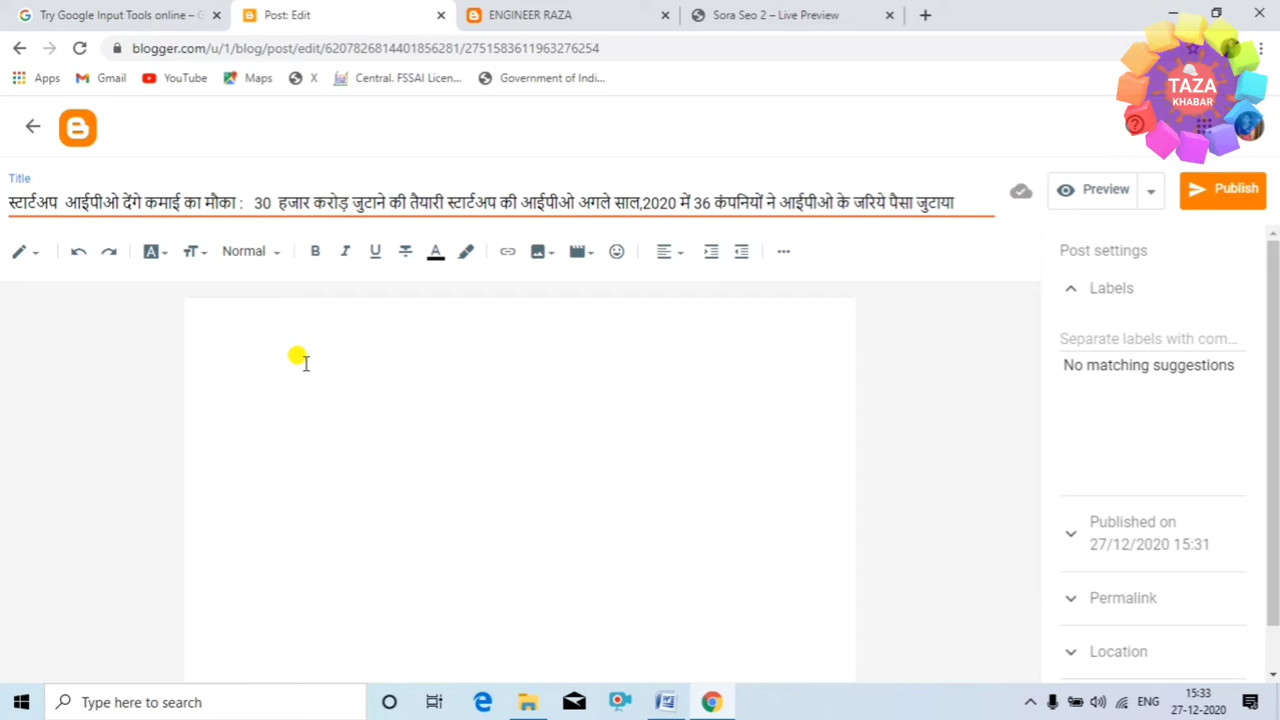 Try Google Input Tools online – G
Post: Edit
ENGINEER RAZA
Sora Seo 2 – Live Preview
blogger.com/u/1/blog/post/edit/6207826814401856281/2751583611963276254
Apps
Gmail
YouTube
Maps
X
Central. FSSAI Licen...
Government of Indi...
TAZA
KHABAR
Title
स्टार्टअप आईपीओ देंगे कमाई का मौका : 30 हजार करोड़ जुटाने की तैयारी स्टार्टअप की आईपीओ अगले साल,2020 में 36 कंपनियों ने आईपीओ के जरिये पैसा जुटाया
Preview
Publish
Normal
Post settings
Labels
Separate labels with com...
No matching suggestions
Published on
27/12/2020 15:31
Permalink
Location
Type here to search
ENG
15:33
27-12-2020